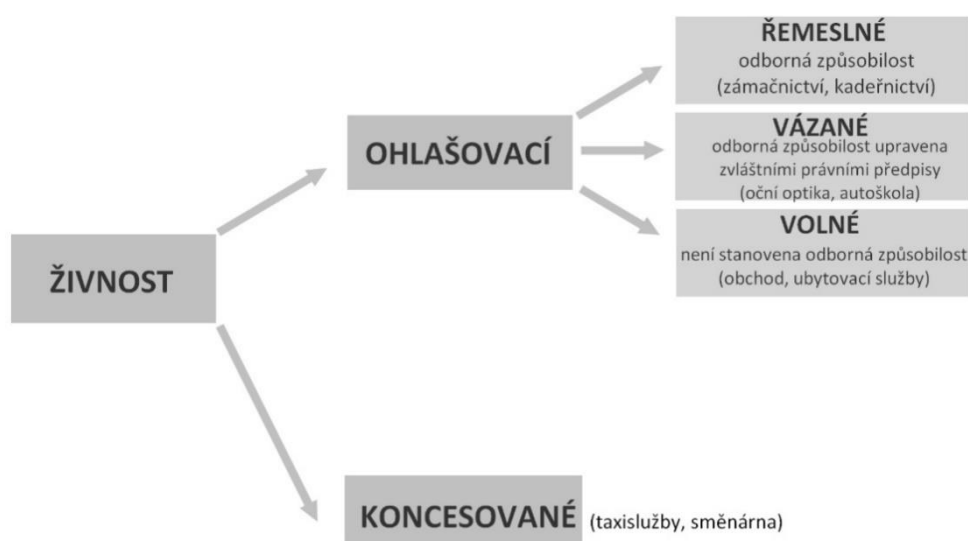 ŘEMESLNÉ
odborná způsobilost
(zámačnictví, kadeřnictví)
OHLAŠOVACÍ
VÁZANÉ
odborná způsobilost upravena
zvláštními právními předpisy
(oční optika, autoškola)
VOLNÉ
není stanovena odborná způsobilost
(obchod, ubytovací služby)
ŽIVNOST
KONCESOVANÉ (taxislužby, směnárna)